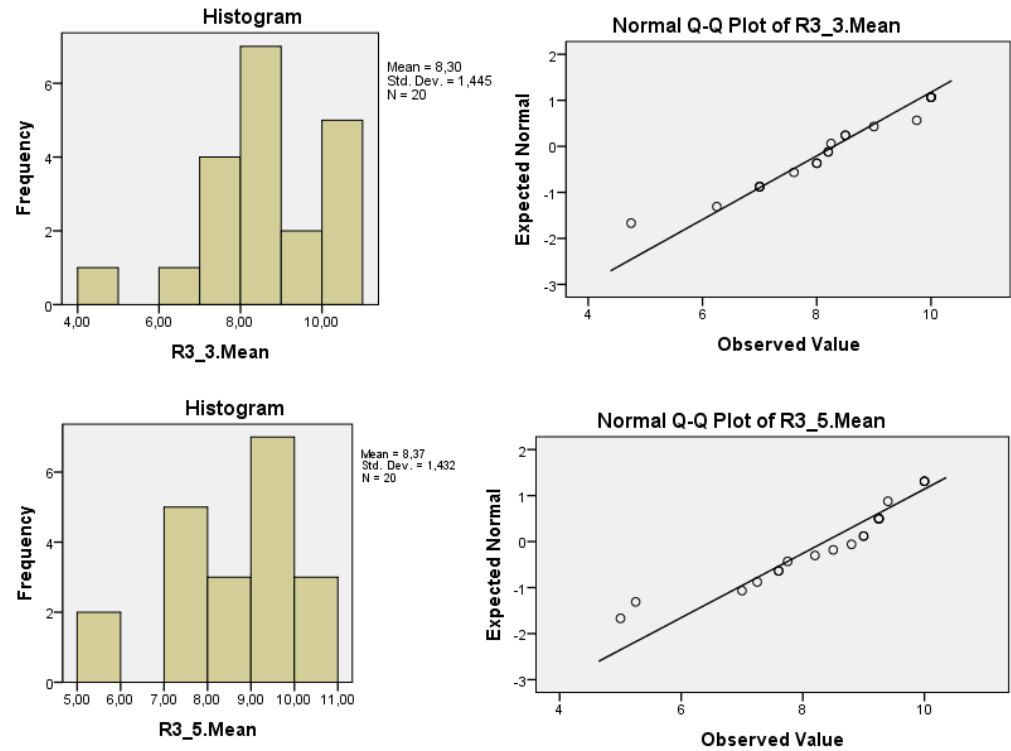 Histogram
Mean = 8,30
Std. Dev. = 1,445
N = 20
Frequency
6
4
2
0
4,00 6,00 8,00 10,00
R3_3.Mean
Normal Q-Q Plot of R3_3.Mean
Expected Normal
2
1
0
-1
-2
-3
4 6 8 10
Observed Value
Histogram
Mean = 8,37
Std. Dev. = 1,432
N = 20
Frequency
6
4
2
0
5,00 6,00 7,00 8,00 9,00 10,00 11,00
R3_5.Mean
Normal Q-Q Plot of R3_5.Mean
Expected Normal
2
1
0
-1
-2
-3
4 6 8 10
Observed Value